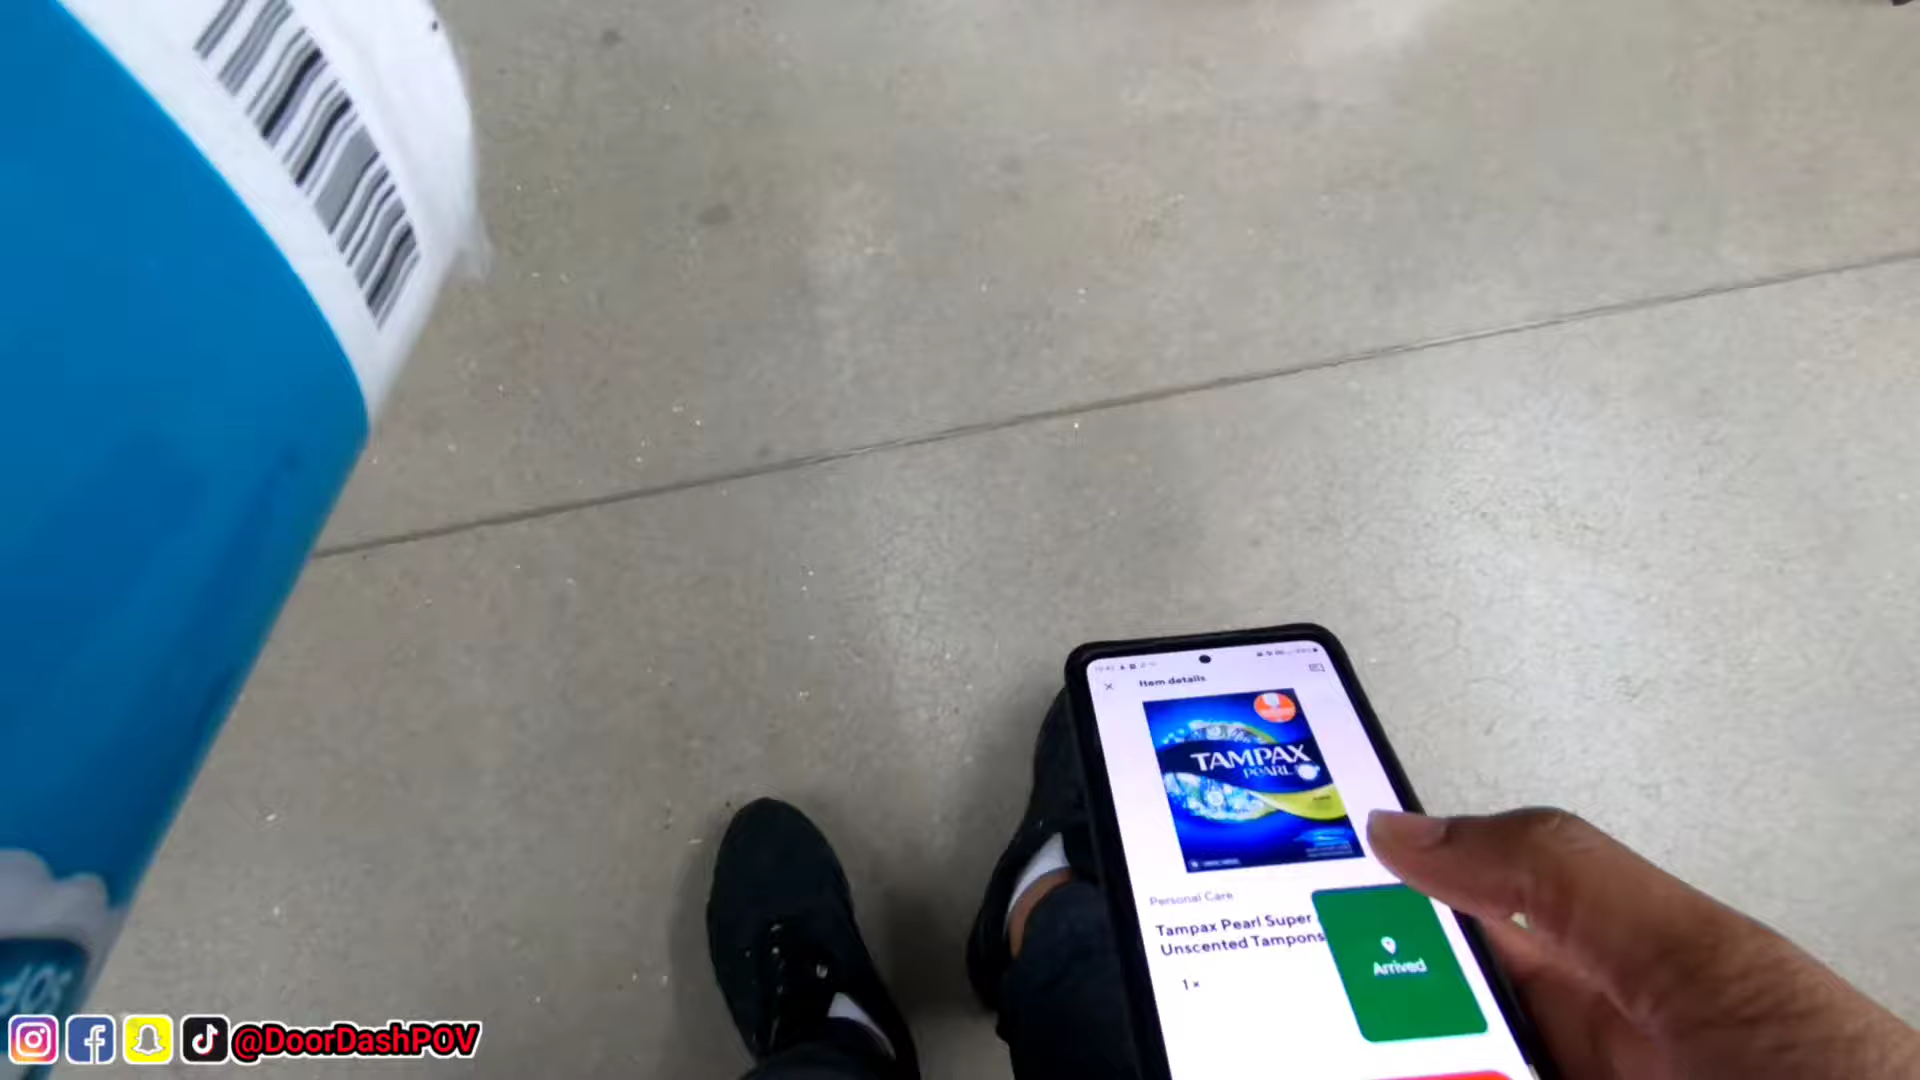 Item details
TAMPAX
PEARL
Personal Care
Tampax Pearl Super
Unscented Tampons
1 x
Arrived
@DoorDashPOV